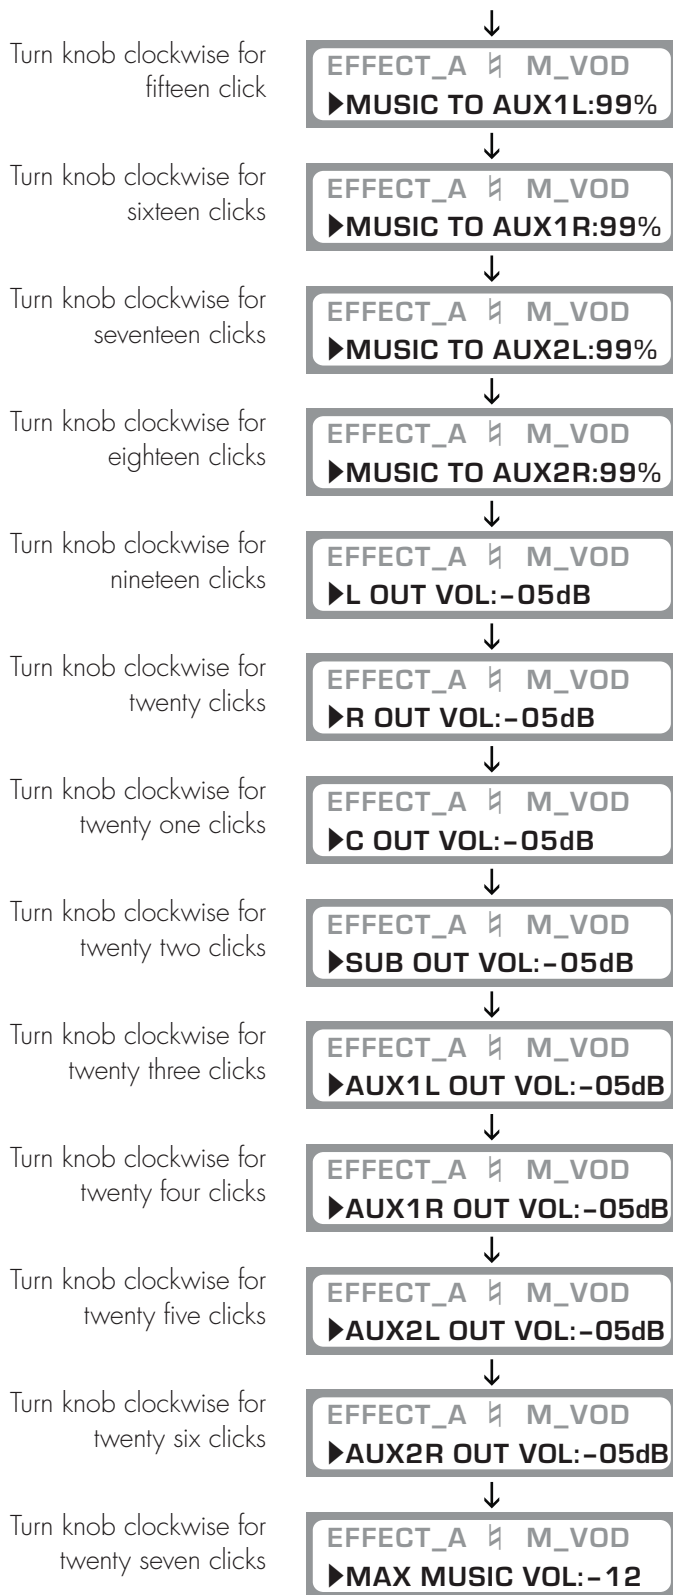 Turn knob clockwise for
fifteen click
EFFECT_A ♮ M_VOD
▶MUSIC TO AUX1L:99%
Turn knob clockwise for
sixteen clicks
EFFECT_A ♮ M_VOD
▶MUSIC TO AUX1R:99%
Turn knob clockwise for
seventeen clicks
EFFECT_A ♮ M_VOD
▶MUSIC TO AUX2L:99%
Turn knob clockwise for
eighteen clicks
EFFECT_A ♮ M_VOD
▶MUSIC TO AUX2R:99%
Turn knob clockwise for
nineteen clicks
EFFECT_A ♮ M_VOD
▶L OUT VOL:-05dB
Turn knob clockwise for
twenty clicks
EFFECT_A ♮ M_VOD
▶R OUT VOL:-05dB
Turn knob clockwise for
twenty one clicks
EFFECT_A ♮ M_VOD
▶C OUT VOL:-05dB
Turn knob clockwise for
twenty two clicks
EFFECT_A ♮ M_VOD
▶SUB OUT VOL:-05dB
Turn knob clockwise for
twenty three clicks
EFFECT_A ♮ M_VOD
▶AUX1L OUT VOL:-05dB
Turn knob clockwise for
twenty four clicks
EFFECT_A ♮ M_VOD
▶AUX1R OUT VOL:-05dB
Turn knob clockwise for
twenty five clicks
EFFECT_A ♮ M_VOD
▶AUX2L OUT VOL:-05dB
Turn knob clockwise for
twenty six clicks
EFFECT_A ♮ M_VOD
▶AUX2R OUT VOL:-05dB
Turn knob clockwise for
twenty seven clicks
EFFECT_A ♮ M_VOD
▶MAX MUSIC VOL:-12